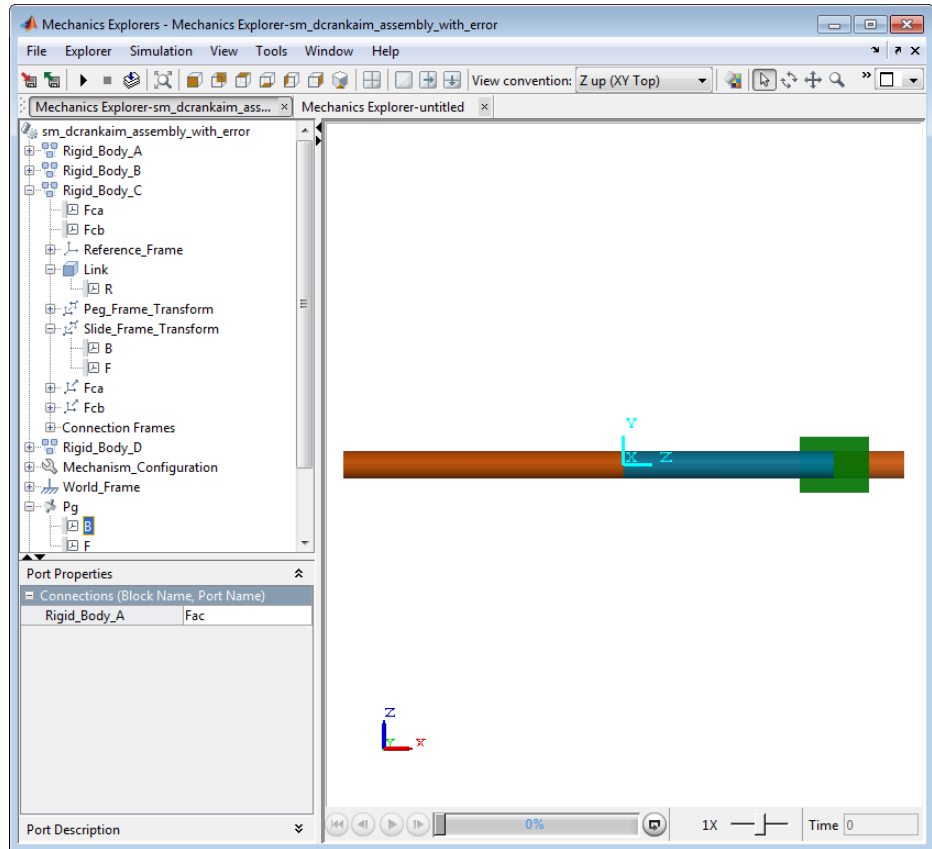 Mechanics Explorers - Mechanics Explorer-sm_dcrankaim_assembly_with_error
File Explorer Simulation View Tools Window Help
View convention: Z up (XY Top)
»
Mechanics Explorer-sm_dcrankaim_ass... × Mechanics Explorer-untitled ×
sm_dcrankaim_assembly_with_error
Rigid_Body_A
Rigid_Body_B
Rigid_Body_C
Fca
Fcb
Reference_Frame
Link
R
Peg_Frame_Transform
Slide_Frame_Transform
B
F
Fca
Fcb
Connection Frames
Rigid_Body_D
Mechanism_Configuration
World_Frame
Pg
B
F
Port Properties
Connections (Block Name, Port Name)
Rigid_Body_A Fac
Port Description
Y
X Z
Z
Y X
0% 1X Time 0